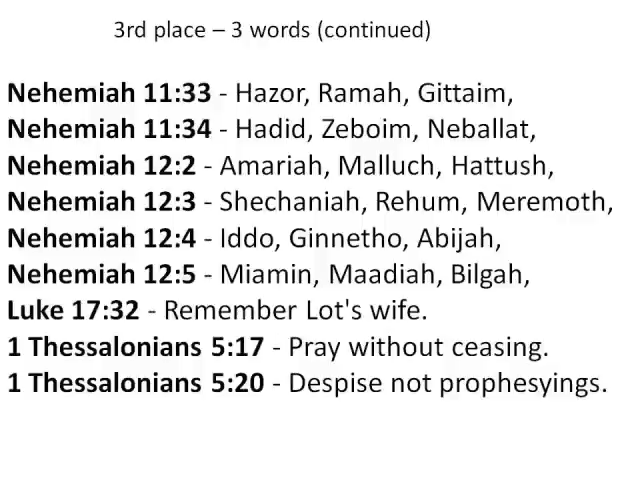 3rd place – 3 words (continued)
Nehemiah 11:33 - Hazor, Ramah, Gittaim,
Nehemiah 11:34 - Hadid, Zeboim, Neballat,
Nehemiah 12:2 - Amariah, Malluch, Hattush,
Nehemiah 12:3 - Shechaniah, Rehum, Meremoth,
Nehemiah 12:4 - Iddo, Ginnetho, Abijah,
Nehemiah 12:5 - Miamin, Maadiah, Bilgah,
Luke 17:32 - Remember Lot's wife.
1 Thessalonians 5:17 - Pray without ceasing.
1 Thessalonians 5:20 - Despise not prophesyings.